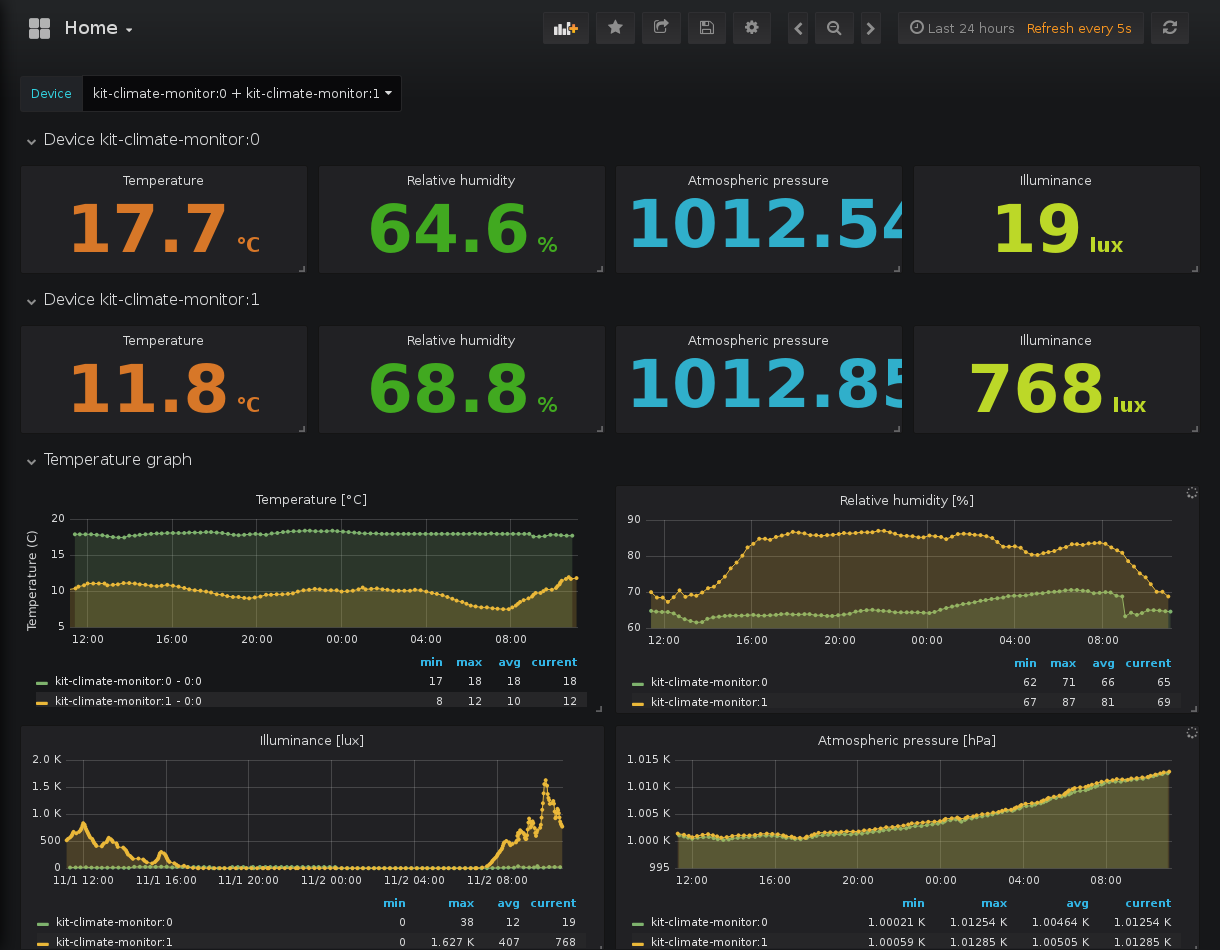 Home
Last 24 hours Refresh every 5s
Device kit-climate-monitor:0 + kit-climate-monitor:1
Device kit-climate-monitor:0
Temperature
17.7 °C
Relative humidity
64.6 %
Atmospheric pressure
1012.54
Illuminance
19 lux
Device kit-climate-monitor:1
Temperature
11.8 °C
Relative humidity
68.8 %
Atmospheric pressure
1012.85
Illuminance
768 lux
Temperature graph
Temperature [°C]
Temperature (C)
20
15
10
5
12:00 16:00 20:00 00:00 04:00 08:00
min max avg current
kit-climate-monitor:0 - 0:0 17 18 18 18
kit-climate-monitor:1 - 0:0 8 12 10 12
Relative humidity [%]
90
80
70
60
12:00 16:00 20:00 00:00 04:00 08:00
min max avg current
kit-climate-monitor:0 62 71 66 65
kit-climate-monitor:1 67 87 81 69
Illuminance [lux]
2.0 K
1.5 K
1.0 K
500
0
11/1 12:00 11/1 16:00 11/1 20:00 11/2 00:00 11/2 04:00 11/2 08:00
min max avg current
kit-climate-monitor:0 0 38 12 19
kit-climate-monitor:1 0 1.627 K 407 768
Atmospheric pressure [hPa]
1.015 K
1.010 K
1.005 K
1.000 K
995
12:00 16:00 20:00 00:00 04:00 08:00
min max avg current
kit-climate-monitor:0 1.00021 K 1.01254 K 1.00464 K 1.01254 K
kit-climate-monitor:1 1.00059 K 1.01285 K 1.00505 K 1.01285 K